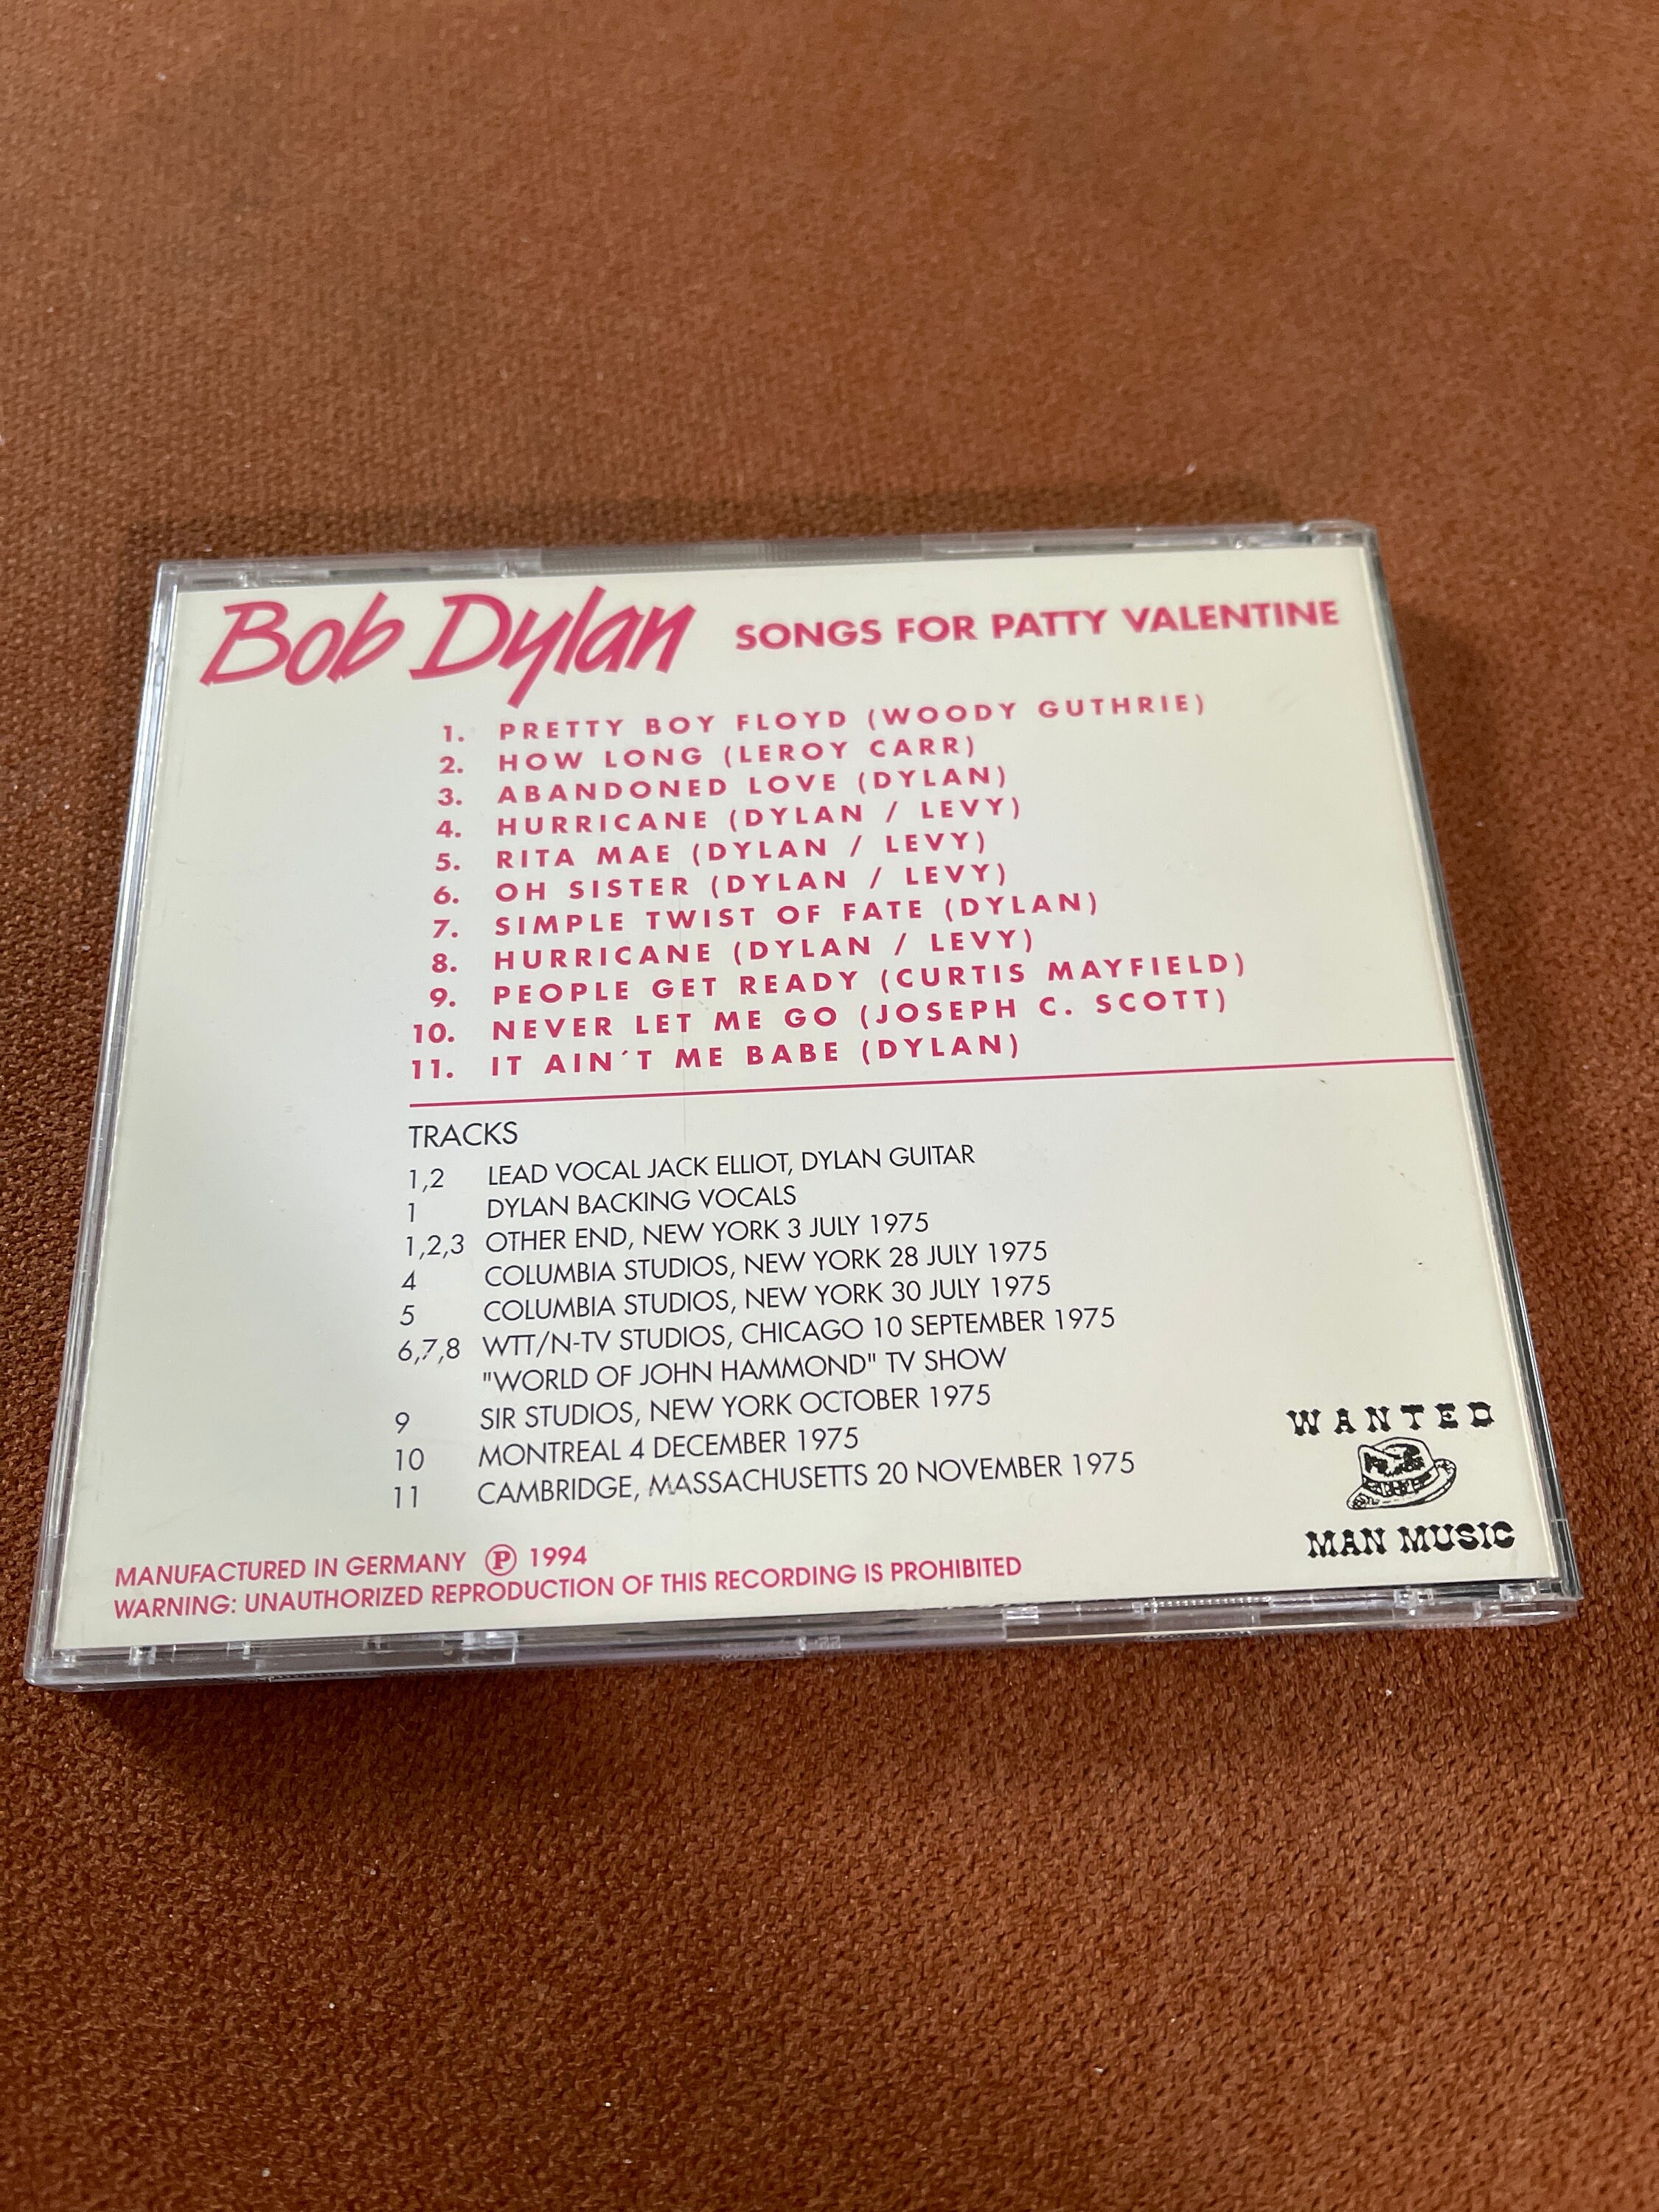 Bob Dylan SONGS FOR PATTY VALENTINE
1. PRETTY BOY FLOYD (WOODY GUTHRIE)
2. HOW LONG (LEROY CARR)
3. ABANDONED LOVE (DYLAN)
4. HURRICANE (DYLAN / LEVY)
5. RITA MAE (DYLAN / LEVY)
6. OH SISTER (DYLAN / LEVY)
7. SIMPLE TWIST OF FATE (DYLAN)
8. HURRICANE (DYLAN / LEVY)
9. PEOPLE GET READY (CURTIS MAYFIELD)
10. NEVER LET ME GO (JOSEPH C. SCOTT)
11. IT AIN´T ME BABE (DYLAN)
TRACKS
1,2 LEAD VOCAL JACK ELLIOT, DYLAN GUITAR
1 DYLAN BACKING VOCALS
1,2,3 OTHER END, NEW YORK 3 JULY 1975
4 COLUMBIA STUDIOS, NEW YORK 28 JULY 1975
5 COLUMBIA STUDIOS, NEW YORK 30 JULY 1975
6,7,8 WTT/N-TV STUDIOS, CHICAGO 10 SEPTEMBER 1975
"WORLD OF JOHN HAMMOND" TV SHOW
9 SIR STUDIOS, NEW YORK OCTOBER 1975
10 MONTREAL 4 DECEMBER 1975
11 CAMBRIDGE, MASSACHUSETTS 20 NOVEMBER 1975
WANTED
MAN MUSIC
MANUFACTURED IN GERMANY Ⓟ 1994
WARNING: UNAUTHORIZED REPRODUCTION OF THIS RECORDING IS PROHIBITED